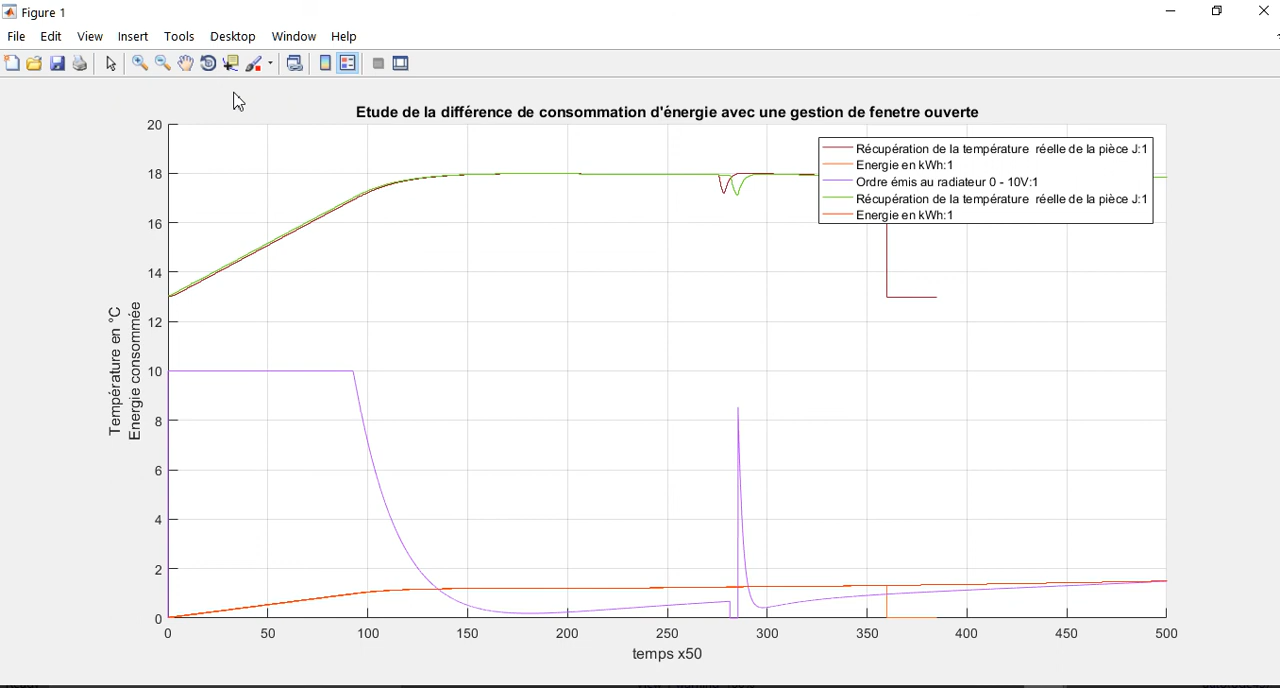 Figure 1
File Edit View Insert Tools Desktop Window Help
Etude de la différence de consommation d'énergie avec une gestion de fenetre ouverte
Récupération de la température réelle de la pièce J:1
Energie en kWh:1
Ordre émis au radiateur 0 - 10V:1
Récupération de la température réelle de la pièce J:1
Energie en kWh:1
Température en °C
Energie consommée
20
18
16
14
12
10
8
6
4
2
0
0 50 100 150 200 250 300 350 400 450 500
temps x50